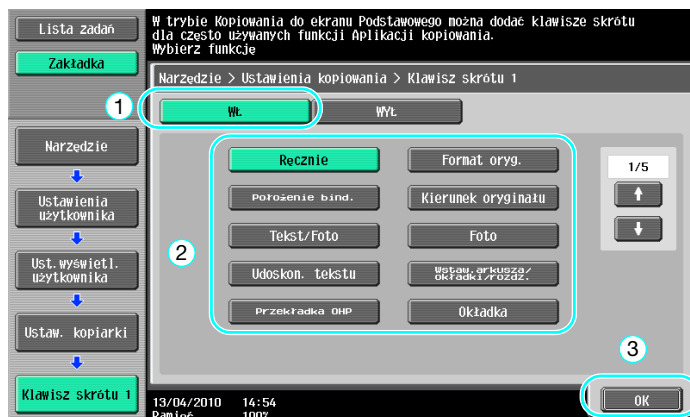 Lista zadań
Zakładka
W trybie Kopiowania do ekranu Podstawowego można dodać klawisze skrótu
dla często używanych funkcji Aplikacji kopiowania.
Wybierz funkcję
Narzędzie > Ustawienia kopiowania > Klawisz skrótu 1
1
WŁ
WYŁ
Narzędzie
Ustawienia
użytkownika
Ust.wyświetl.
użytkownika
Ustaw. kopiarki
Klawisz skrótu 1
2
Ręcznie
Format oryg.
Położenie bind.
Kierunek oryginału
Tekst/Foto
Foto
Udoskon. tekstu
Wstaw.arkusza/
okładki/rozdz.
Przekładka OHP
Okładka
1/5
3
OK
13/04/2010 14:54
Pamięć 100%